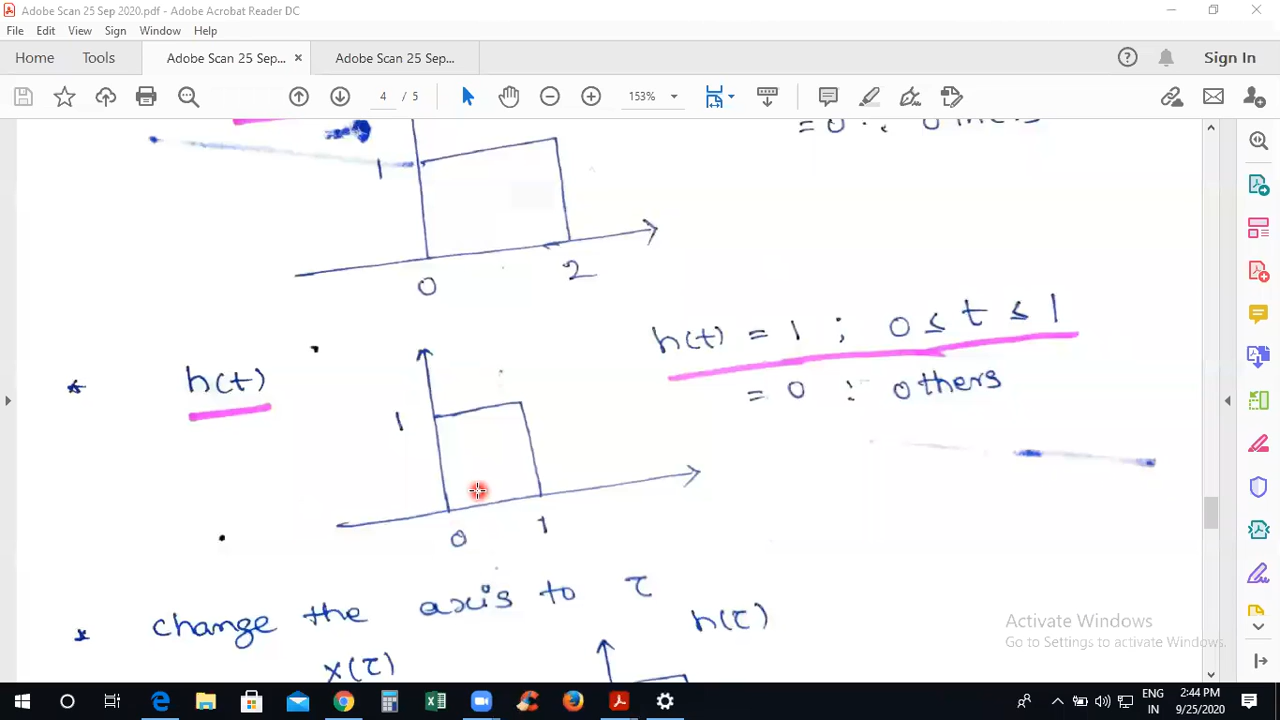 Adobe Scan 25 Sep 2020.pdf - Adobe Acrobat Reader DC
File Edit View Sign Window Help
Home Tools Adobe Scan 25 Sep... × Adobe Scan 25 Sep... Sign In
4 / 5 153%
= 0 : others
1
0 2
h(t) = 1 ; 0 ≤ t ≤ 1
* h(t)
= 0 : others
1
0 1
* change the axis to τ
h(τ)
x(τ)
Activate Windows
Go to Settings to activate Windows.
ENG 2:44 PM
IN 9/25/2020